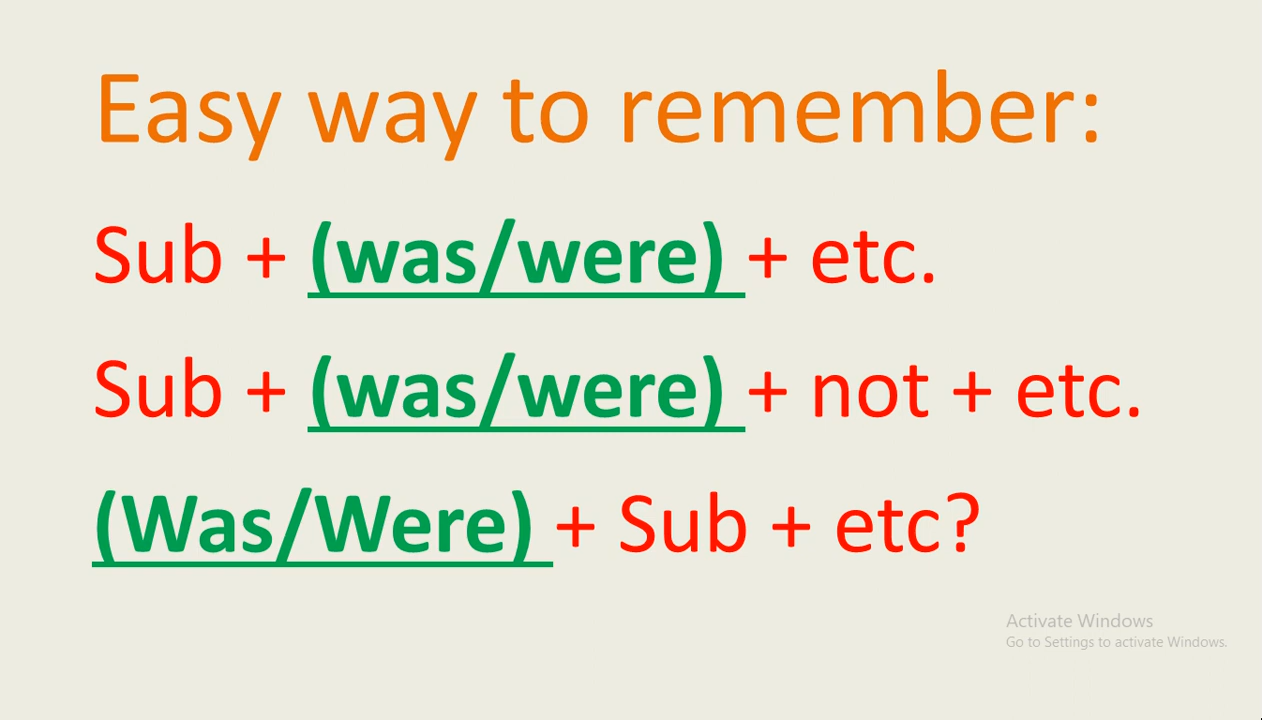 Easy way to remember:
Sub + (was/were) + etc.
Sub + (was/were) + not + etc.
(Was/Were) + Sub + etc?
Activate Windows
Go to Settings to activate Windows.